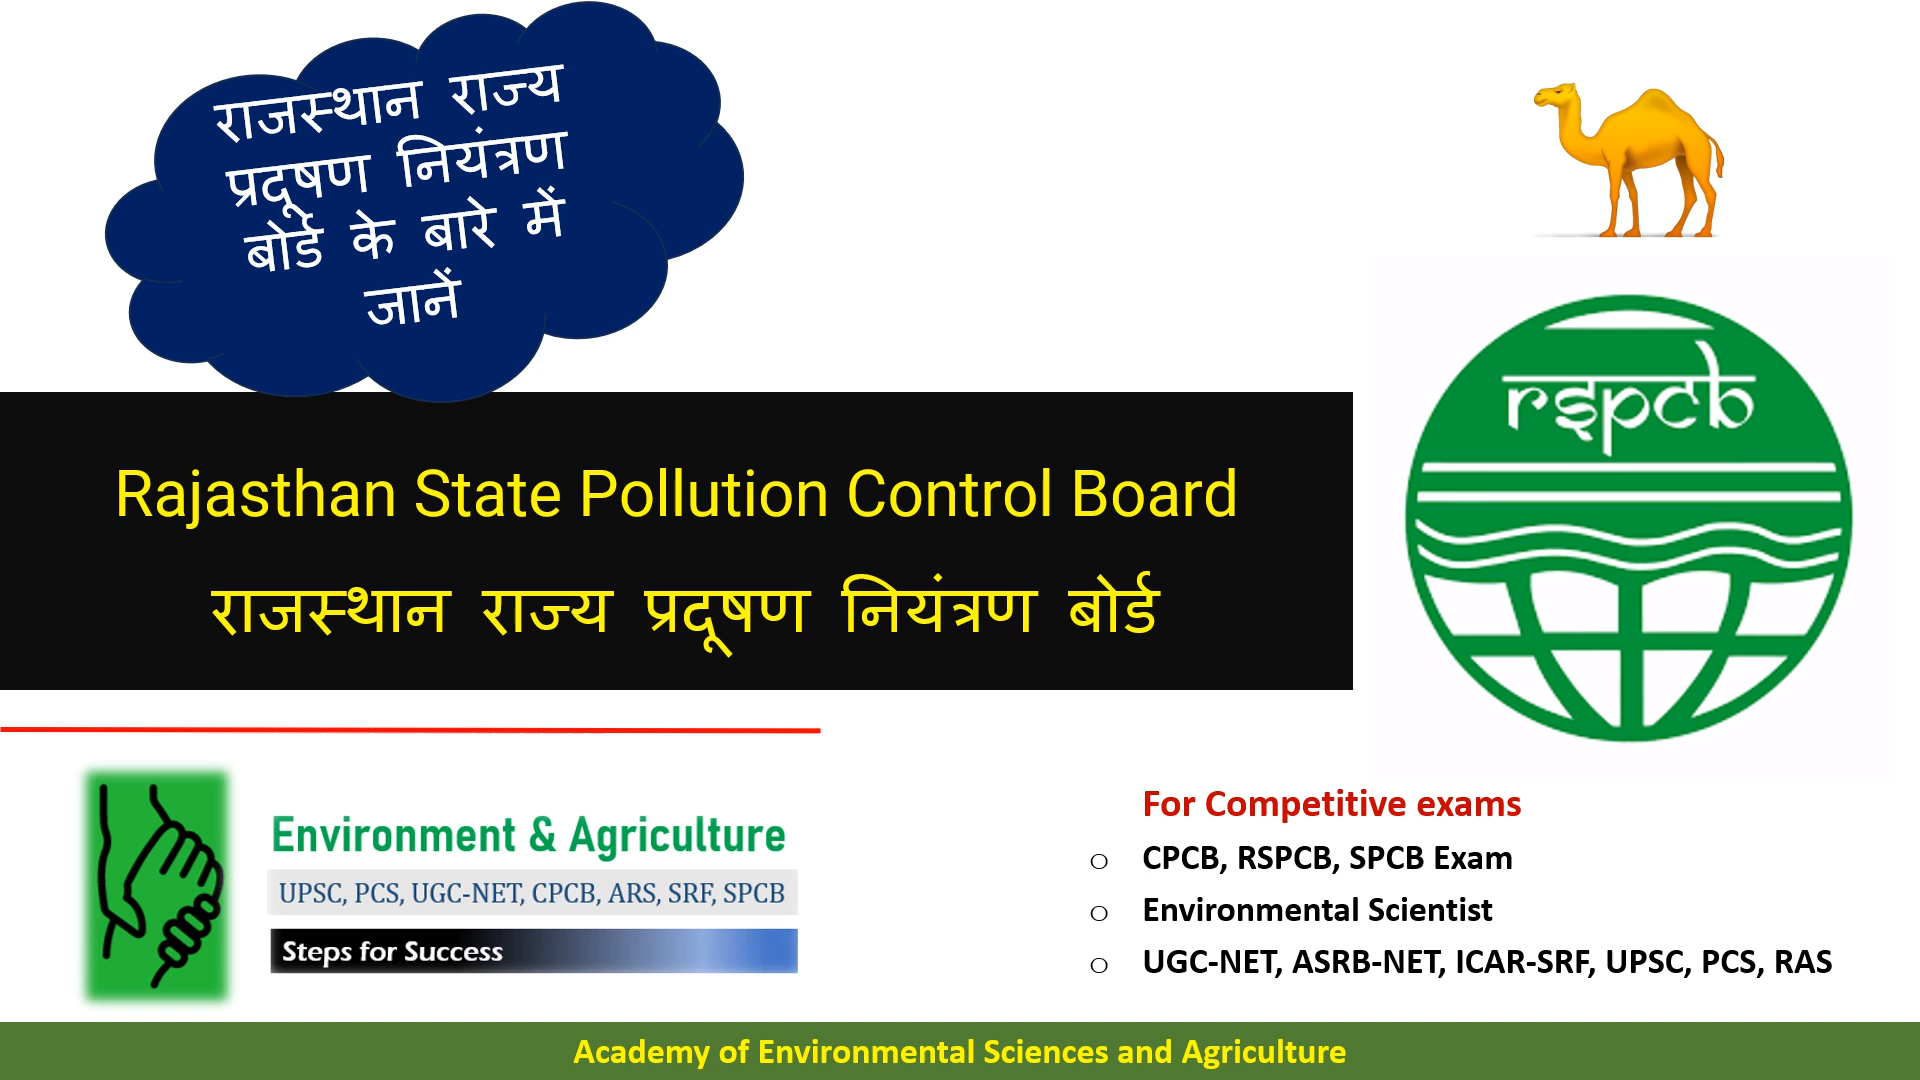 राजस्थान राज्य
प्रदूषण नियंत्रण
बोर्ड के बारे में
जानें
rspcb
Rajasthan State Pollution Control Board
राजस्थान राज्य प्रदूषण नियंत्रण बोर्ड
Environment & Agriculture
UPSC, PCS, UGC-NET, CPCB, ARS, SRF, SPCB
Steps for Success
For Competitive exams
o CPCB, RSPCB, SPCB Exam
o Environmental Scientist
o UGC-NET, ASRB-NET, ICAR-SRF, UPSC, PCS, RAS
Academy of Environmental Sciences and Agriculture